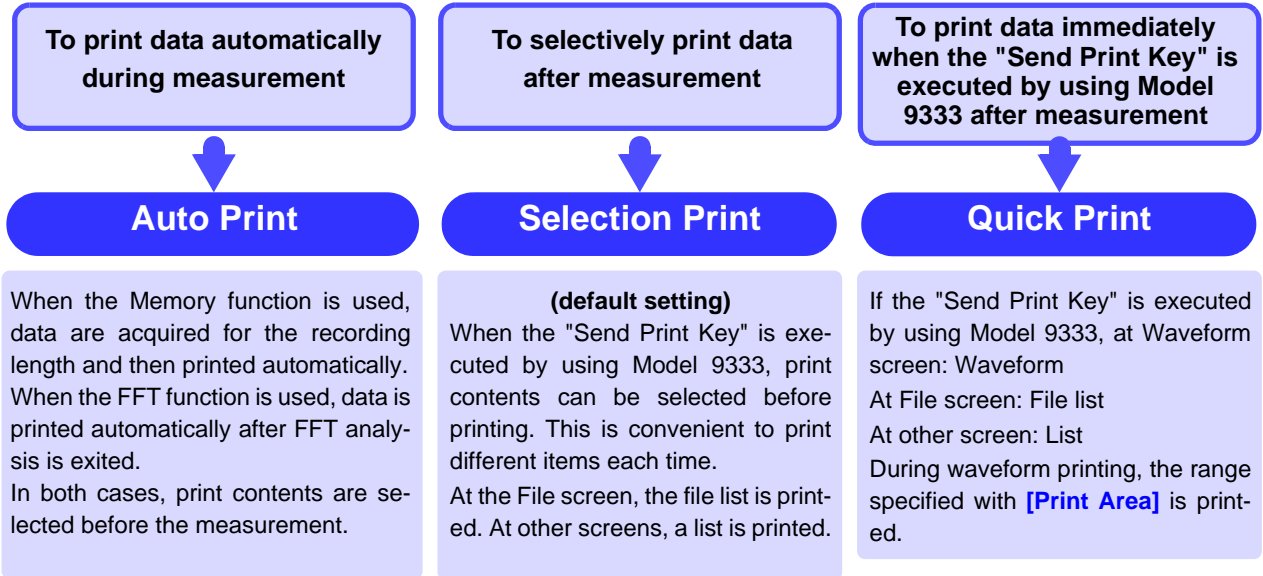 To print data automatically
during measurement
Auto Print
When the Memory function is used,
data are acquired for the recording
length and then printed automatically.
When the FFT function is used, data is
printed automatically after FFT analy-
sis is exited.
In both cases, print contents are se-
lected before the measurement.
To selectively print data
after measurement
Selection Print
(default setting)
When the "Send Print Key" is exe-
cuted by using Model 9333, print
contents can be selected before
printing. This is convenient to print
different items each time.
At the File screen, the file list is print-
ed. At other screens, a list is printed.
To print data immediately
when the "Send Print Key" is
executed by using Model
9333 after measurement
Quick Print
If the "Send Print Key" is executed
by using Model 9333, at Waveform
screen: Waveform
At File screen: File list
At other screen: List
During waveform printing, the range
specified with [Print Area] is print-
ed.